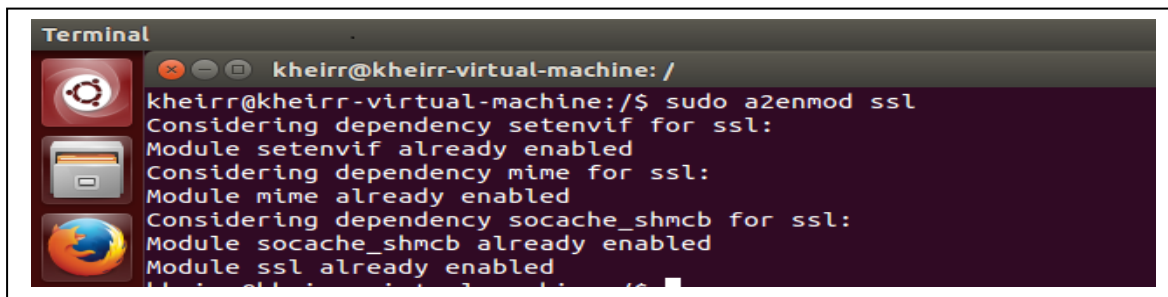 Terminal
kheirr@kheirr-virtual-machine: /
kheirr@kheirr-virtual-machine:/$ sudo a2enmod ssl
Considering dependency setenvif for ssl:
Module setenvif already enabled
Considering dependency mime for ssl:
Module mime already enabled
Considering dependency socache_shmcb for ssl:
Module socache_shmcb already enabled
Module ssl already enabled